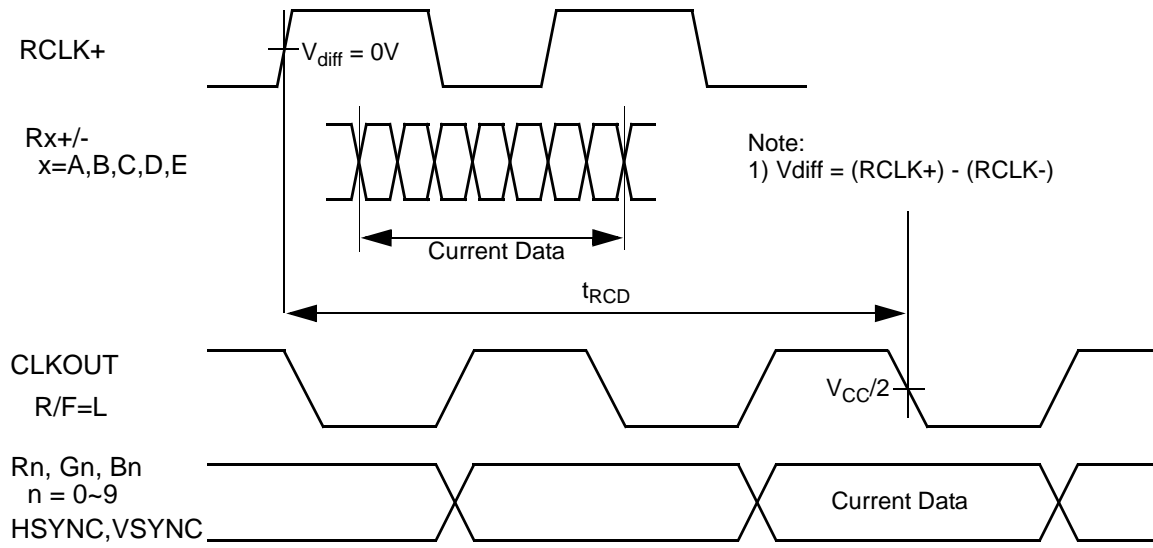 RCLK+
Vdiff = 0V
Rx+/-
x=A,B,C,D,E
Note:
1) Vdiff = (RCLK+) - (RCLK-)
Current Data
tRCD
CLKOUT
R/F=L
VCC/2
Rn, Gn, Bn
n = 0~9
HSYNC,VSYNC
Current Data